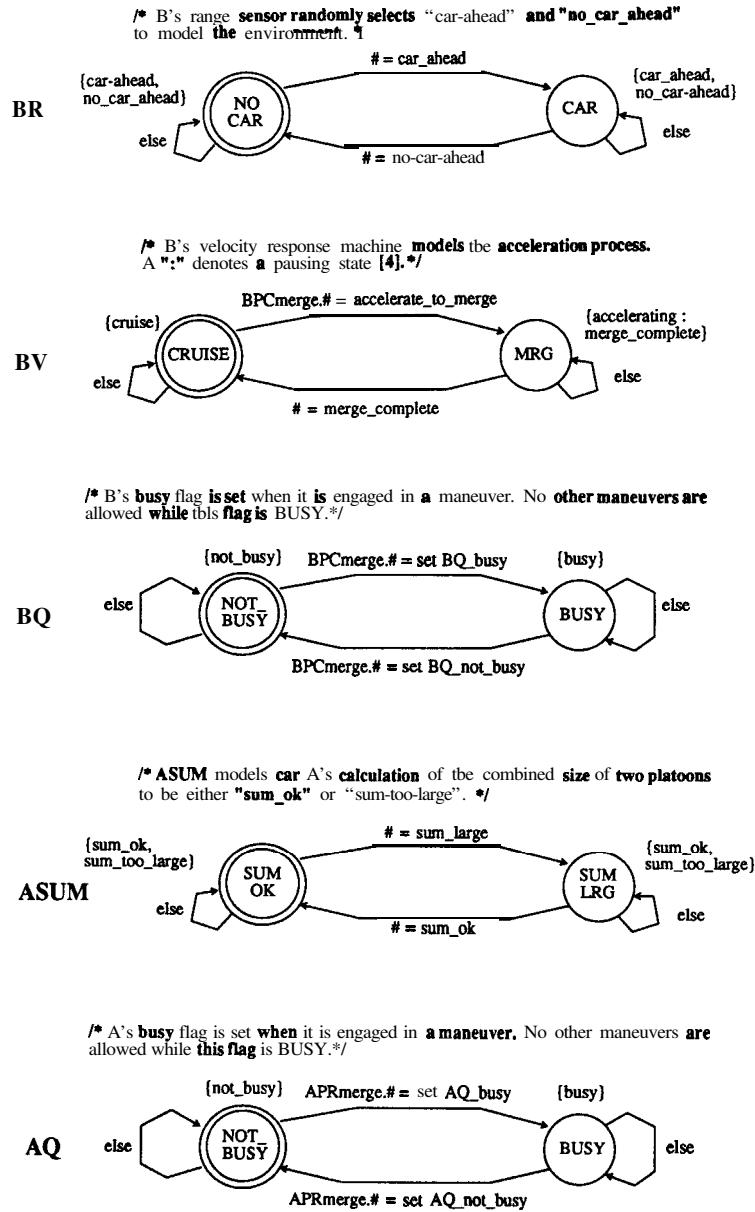 /* B's range sensor randomly selects “car-ahead” and "no_car_ahead"
to model the environment. *I
# = car_ahead
{car-ahead,
no_car_ahead}
{car_ahead,
no_car-ahead}
BR
NO
CAR
CAR
else
else
# = no-car-ahead
/* B's velocity response machine models tbe acceleration process.
A ":" denotes a pausing state [4]. */
BPCmerge.# = accelerate_to_merge
{cruise}
{accelerating :
merge_complete}
BV
CRUISE
MRG
else
else
# = merge_complete
/* B's busy flag is set when it is engaged in a maneuver. No other maneuvers are
allowed while tbls flag is BUSY.*/
{not_busy}
BPCmerge.# = set BQ_busy
{busy}
BQ
else
NOT_
BUSY
BUSY
else
BPCmerge.# = set BQ_not_busy
/* ASUM models car A's calculation of tbe combined size of two platoons
to be either "sum_ok" or “sum-too-large”. */
# = sum_large
{sum_ok,
sum_too_large}
{sum_ok,
sum_too_large}
ASUM
SUM
OK
SUM
LRG
else
else
# = sum_ok
/* A's busy flag is set when it is engaged in a maneuver. No other maneuvers are
allowed while this flag is BUSY.*/
{not_busy}
APRmerge.# = set AQ_busy
{busy}
AQ
else
NOT_
BUSY
BUSY
else
APRmerge.# = set AQ_not_busy